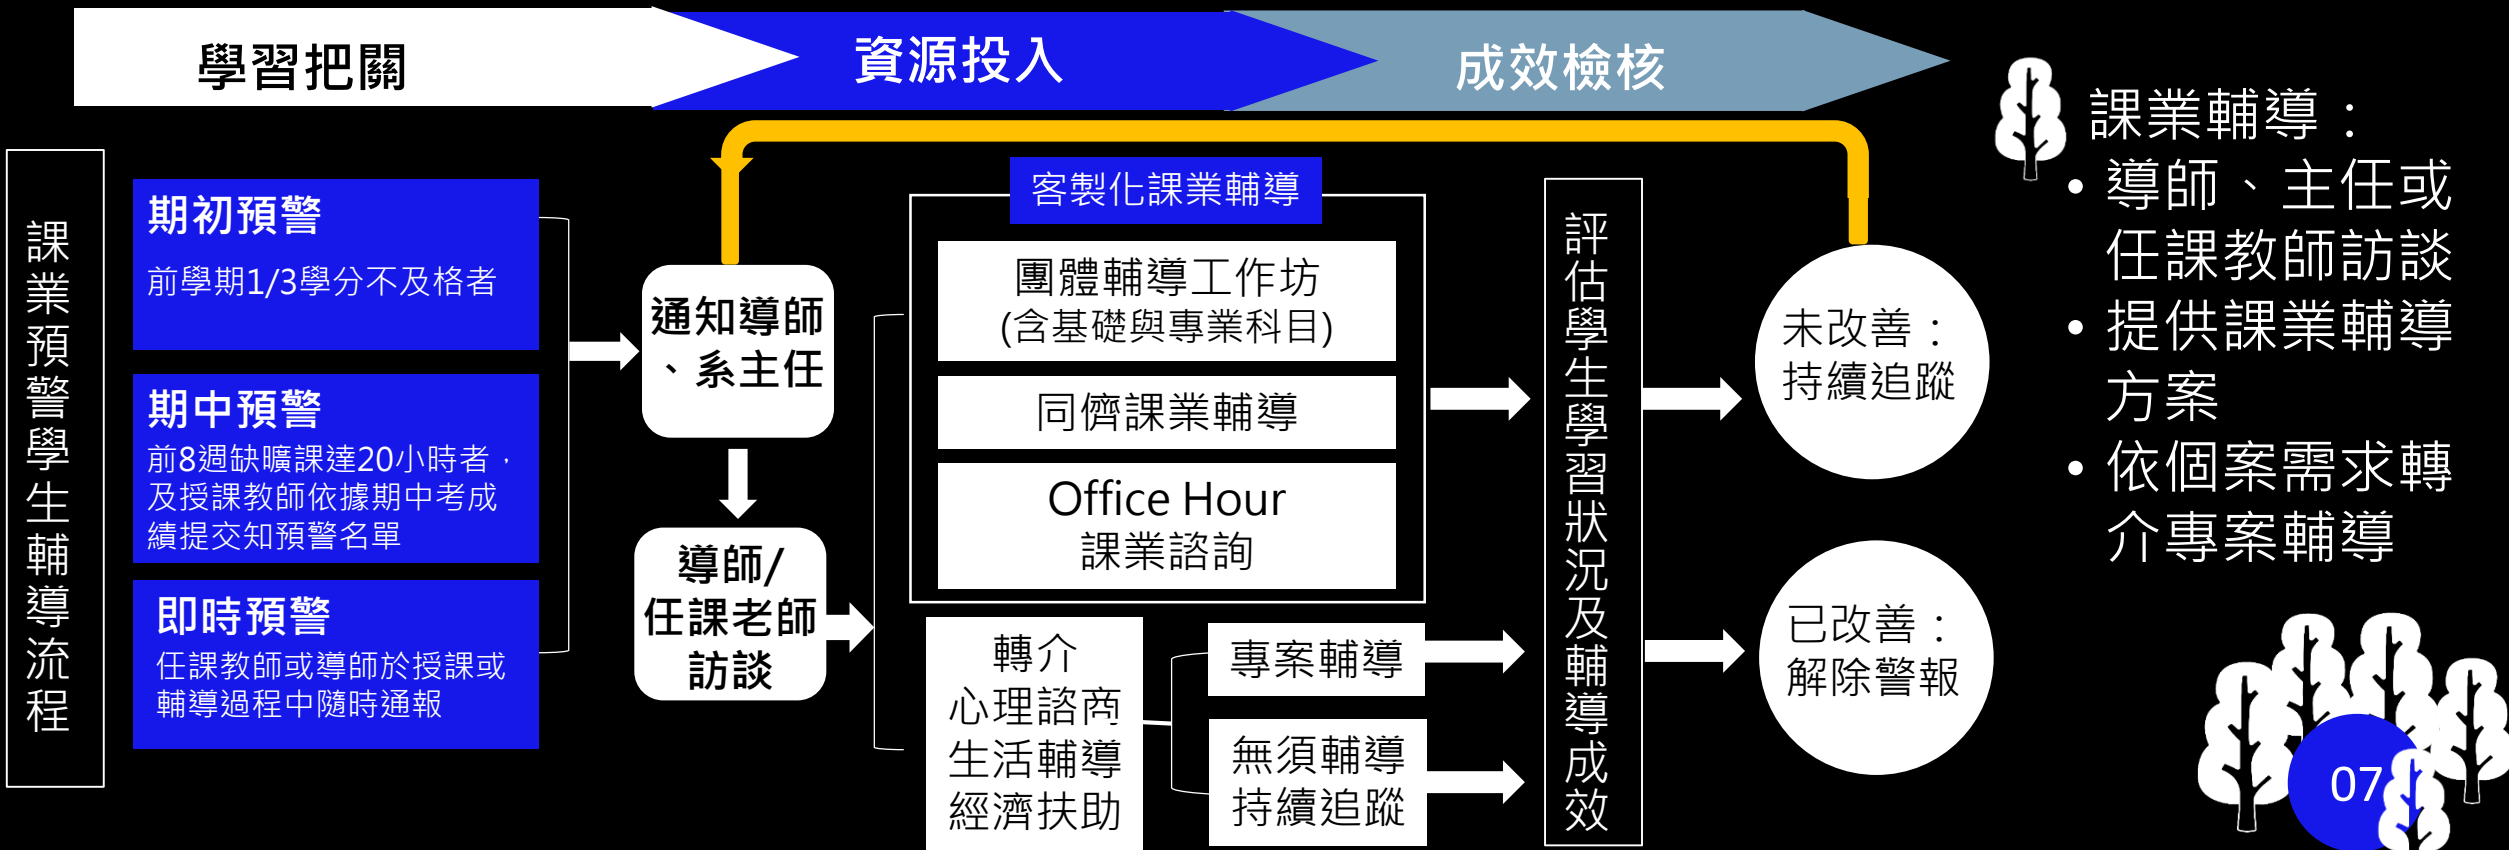 學習把關
資源投入
成效檢核
課業預警學生輔導流程
期初預警
前學期1/3學分不及格者
期中預警
前8週缺曠課達20小時者，
及授課教師依據期中考成
績提交知預警名單
即時預警
任課教師或導師於授課或
輔導過程中隨時通報
通知導師
、系主任
導師/
任課老師
訪談
客製化課業輔導
團體輔導工作坊
(含基礎與專業科目)
同儕課業輔導
Office Hour
課業諮詢
轉介
心理諮商
生活輔導
經濟扶助
專案輔導
無須輔導
持續追蹤
評估學生學習狀況及輔導成效
未改善：
持續追蹤
已改善：
解除警報
課業輔導：
•導師、主任或
任課教師訪談
•提供課業輔導
方案
•依個案需求轉
介專案輔導
07